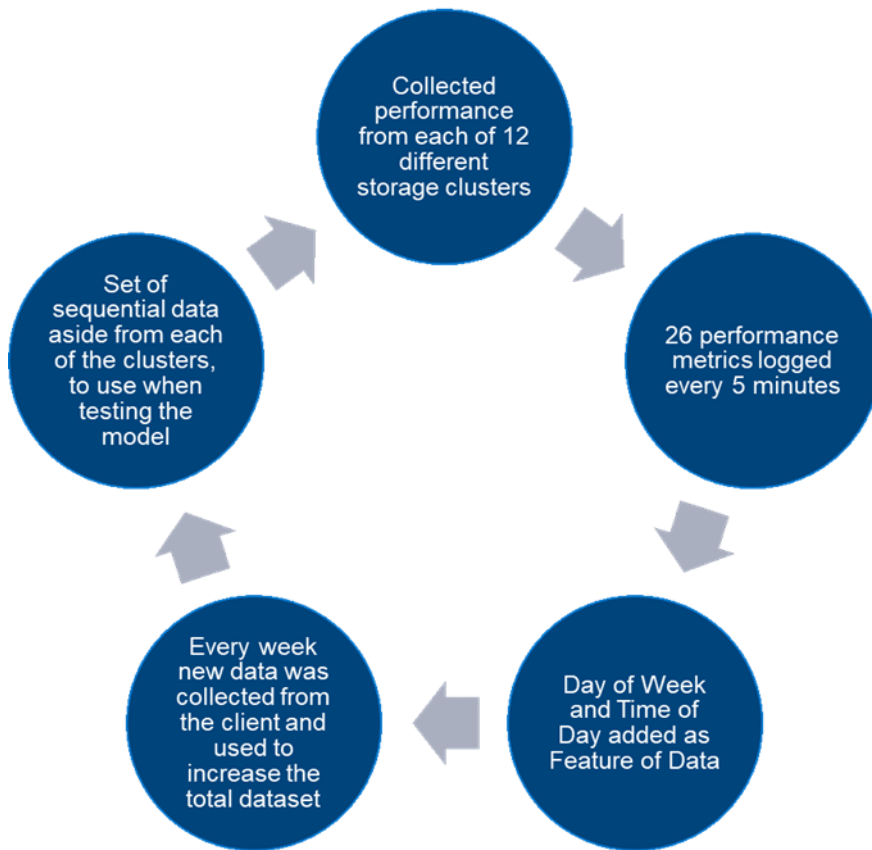 Collected
performance
from each of 12
different
storage clusters
26 performance
metrics logged
every 5 minutes
Day of Week
and Time of
Day added as
Feature of Data
Every week
new data was
collected from
the client and
used to
increase the
total dataset
Set of
sequential data
aside from each
of the clusters,
to use when
testing the
model